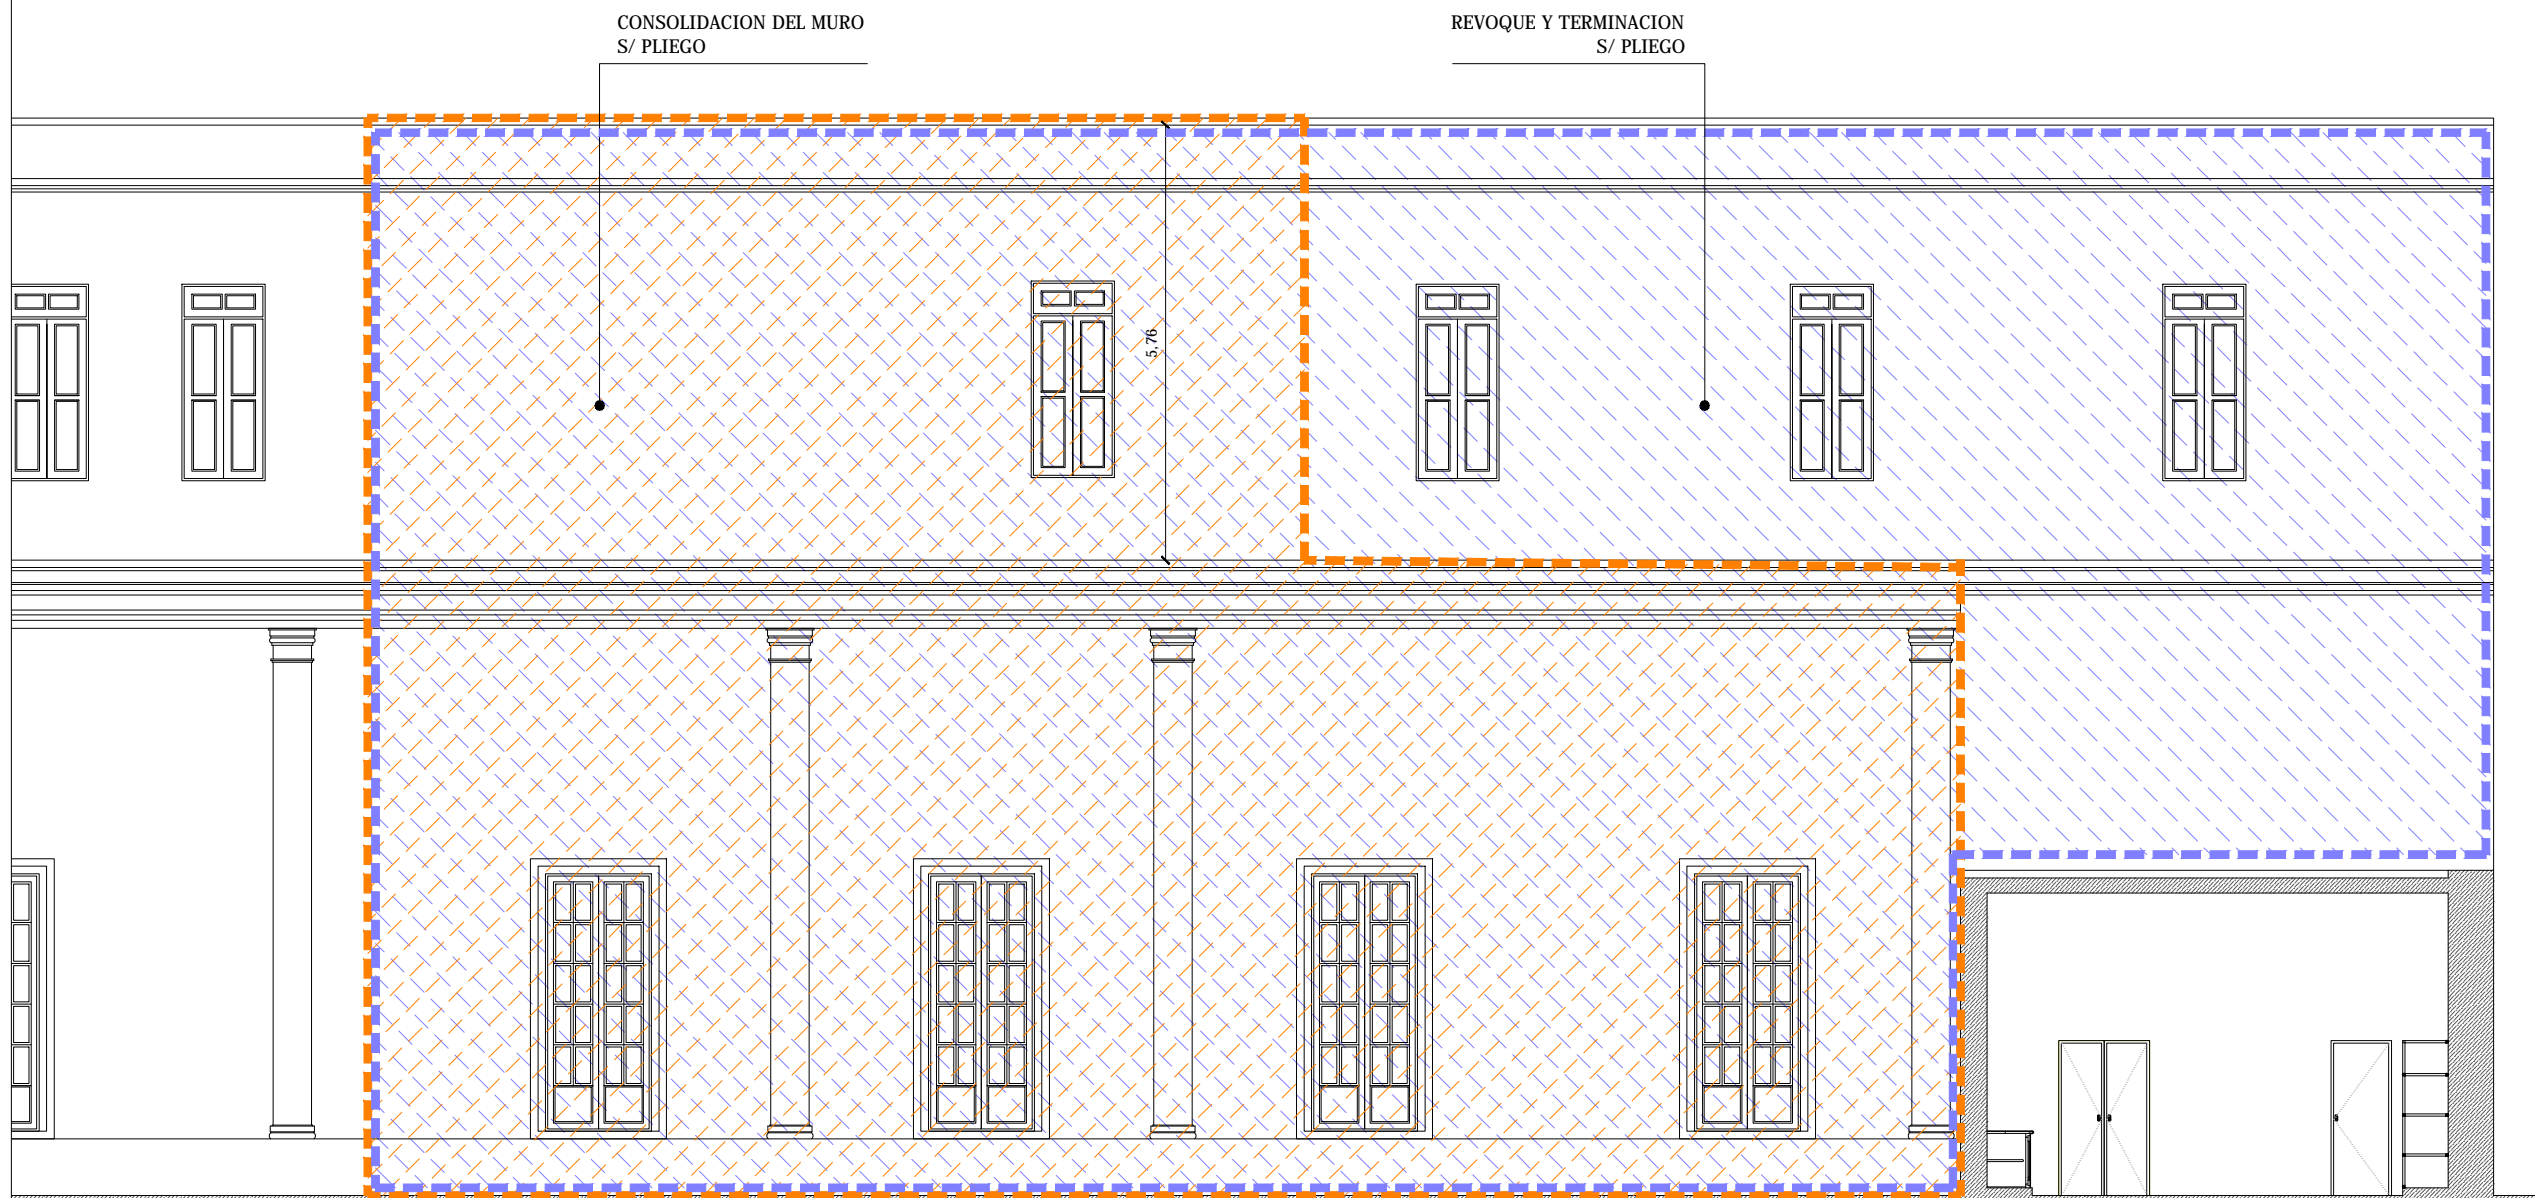 CONSOLIDACION DEL MURO
S/ PLIEGO
REVOQUE Y TERMINACION
S/ PLIEGO
5,76